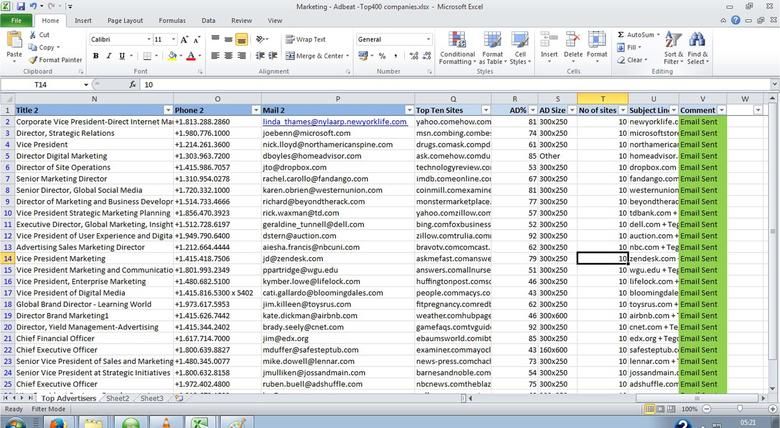 Marketing - Adbeat -Top400 companies.xlsx - Microsoft Excel
File Home Insert Page Layout Formulas Data Review View
Cut Calibri 11 Wrap Text General AutoSum
Copy Fill
Paste Format Painter Merge & Center Conditional Formatting Format as Table Cell Styles Insert Delete Format Clear Sort & Filter Find & Select
Clipboard Font Alignment Number Styles Cells Editing
T14 fx 10
N O P Q R S T U V W
1 Title 2 Phone 2 Mail 2 Top Ten Sites AD% AD Size No of sites Subject Line Comment
2 Corporate Vice President-Direct Internet Ma +1.813.288.2860 linda_thames@nylaarp.newyorklife.com yahoo.comehow.com 81 300x250 10 newyorklife.c Email Sent
3 Director, Strategic Relations +1.980.776.1000 joebenn@microsoft.com msn.combing.combes 74 300x250 10 microsoftstore Email Sent
4 Vice President +1.214.261.3600 nick.lloyd@northamericanspine.com drugs.comask.compd 61 300x250 10 northamerican Email Sent
5 Director Digital Marketing +1.303.963.7200 dboyles@homeadvisor.com ask.comehow.comdu 85 Other 10 homeadvisor. Email Sent
6 Director of Site Operations +1.415.986.7057 jto@dropbox.com technologyreview.co 53 300x250 10 dropbox.com Email Sent
7 Senior Marketing Director +1.310.954.0278 rachel.carollo@fandango.com imdb.comeonline.com 67 300x250 10 fandango.com Email Sent
8 Senior Director, Global Social Media +1.720.332.1000 karen.obrien@westernunion.com coinmill.comexamine 58 300x250 10 westernunion Email Sent
9 Director of Marketing and Business Develop +1.514.733.4666 richard@beyondtherack.com monstermarketplace. 77 300x250 10 beyondtherac Email Sent
10 Vice President Strategic Marketing Planning +1.856.470.3923 rick.waxman@td.com yahoo.comzillow.com 57 300x250 10 tdbank.com + Email Sent
11 Executive Director, Global Marketing, Insight +1.512.728.6197 geraldine_tunnell@dell.com bing.comfoxbusiness 52 300x250 10 dell.com + Teg Email Sent
12 Vice President of User Experience and Digita +1.949.790.6400 dstern@auction.com zillow.comtrulia.com 92 300x250 10 auction.com + Email Sent
13 Advertising Sales Marketing Director +1.212.664.4444 aiesha.francis@nbcuni.com bravotv.comcomcast. 62 300x250 10 nbc.com + Teg Email Sent
14 Vice President Marketing +1.415.418.7506 jd@zendesk.com askmefast.comanswe 79 300x250 10 zendesk.com Email Sent
15 Vice President Marketing and Communicatio +1.801.993.2349 ppartridge@wgu.edu answers.comallnurse 51 300x250 10 wgu.edu + Teg Email Sent
16 Vice President, Enterprise Marketing +1.480.682.5100 kymber.lowe@lifelock.com huffingtonpost.comsc 46 300x250 10 lifelock.com + Email Sent
17 Vice President of Digital Media +1.415.816.5300 x 5402 cati.gallardo@bloomingdales.com people.commacys.co 43 300x250 10 bloomingdale Email Sent
18 Global Brand Director - Learning World +1.973.617.5953 jim.killeen@toysrus.com fitpregnancy.comredb 62 300x250 10 toysrus.com + Email Sent
19 Director Brand Marketing1 +1.415.626.7442 kate.dickman@airbnb.com weather.comhubpage 46 300x600 10 airbnb.com + Email Sent
20 Director, Yield Management-Advertising +1.415.344.2402 brady.seely@cnet.com gamefaqs.comytvguid 63 300x250 10 cnet.com + Teg Email Sent
21 Chief Financial Officer +1.617.714.7000 jim@edx.org ebaumsworld.comibt 65 300x250 10 edx.org + Tegr Email Sent
22 Chief Executive Officer +1.800.639.8827 mduffer@safesteptub.com examiner.commayocl 43 160x600 10 safesteptub.c Email Sent
23 Senior Vice President of Sales and Marketing +1.480.345.0077 mike.dowell@lennar.com news-press.comchach 51 300x250 10 lennar.com + Email Sent
24 Senior Vice President at Strategic Initiatives +1.800.632.8158 jmulliken@jossandmain.com barnesandnoble.com 54 300x250 10 jossandmain.c Email Sent
25 Chief Executive Officer +1.972.402.4800 ruben.buell@adshuffle.com nbcnews.comtheblaz 75 300x250 10 adshuffle.com Email Sent
Top Advertisers Sheet2 Sheet3
Ready Filter Mode 100%
05:21